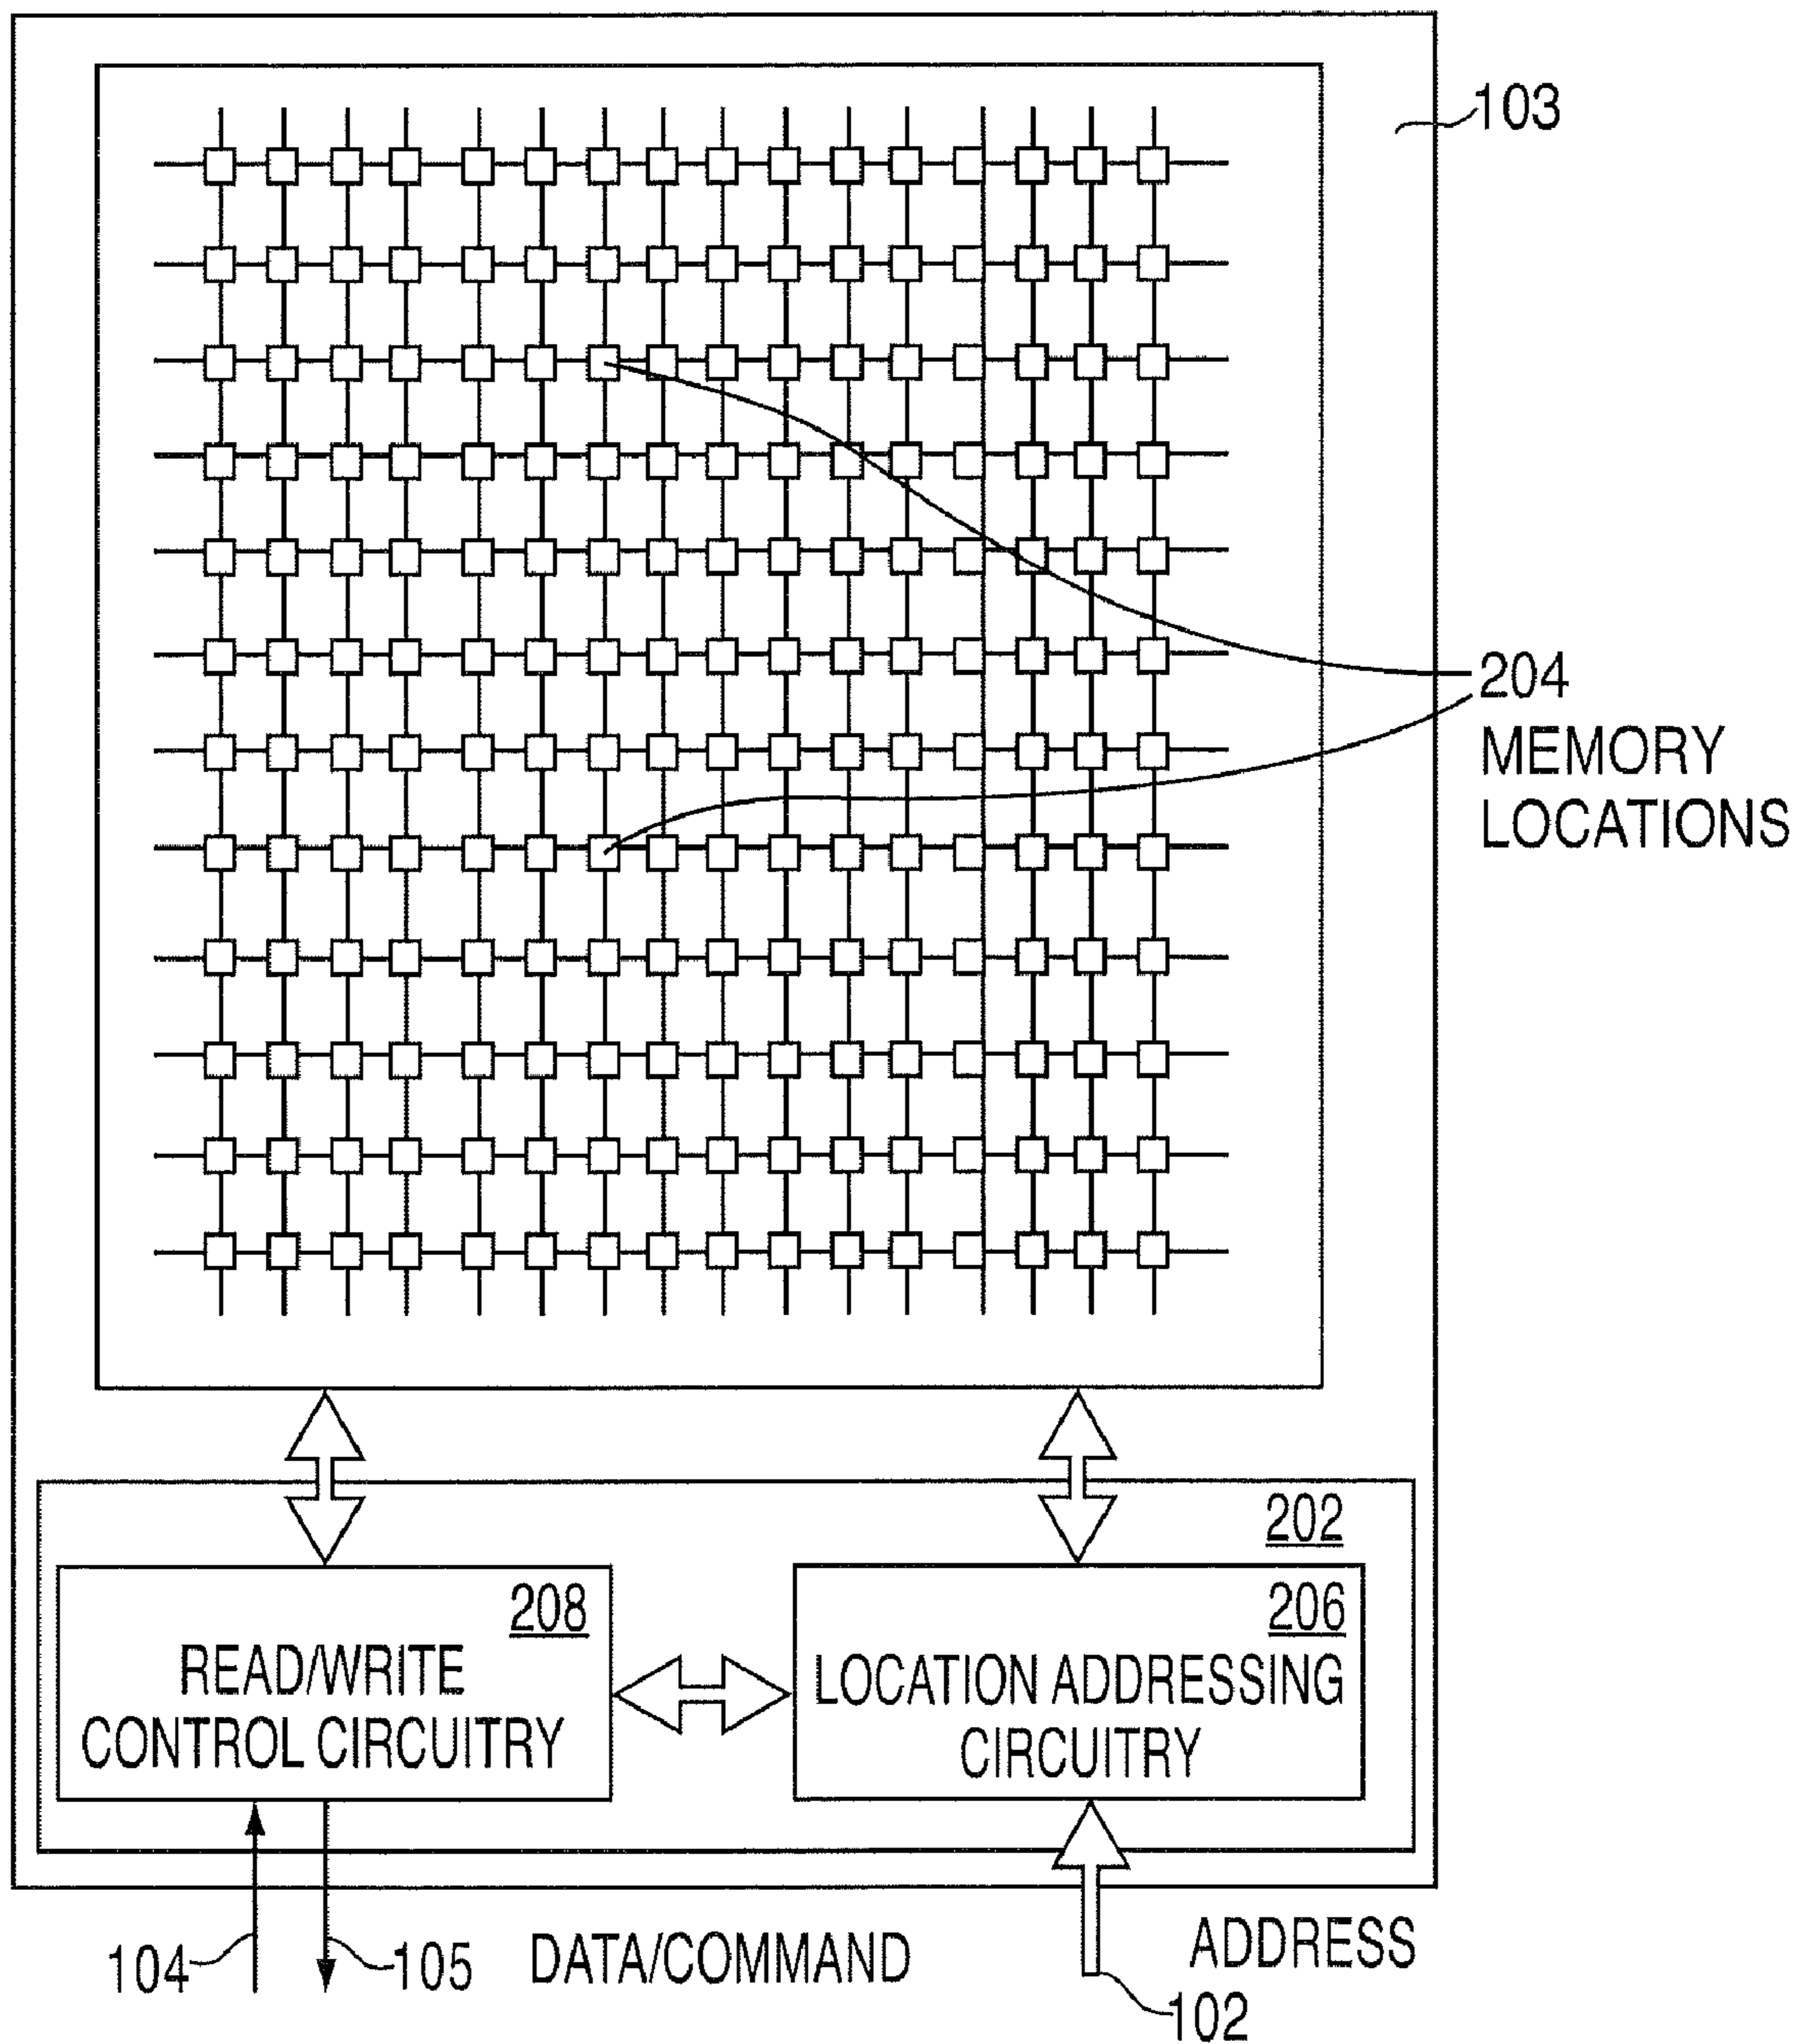 103
204
MEMORY
LOCATIONS
202
208
READ/WRITE
CONTROL CIRCUITRY
206
LOCATION ADDRESSING
CIRCUITRY
104
105
DATA/COMMAND
ADDRESS
102